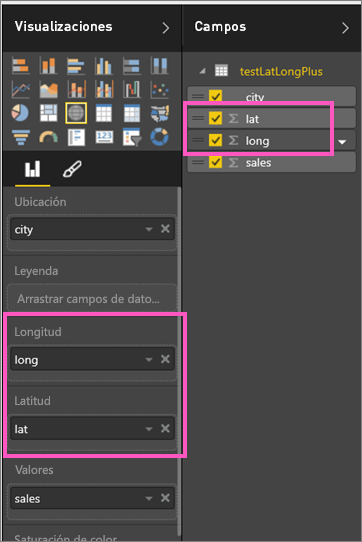 Visualizaciones
Campos
testLatLongPlus
city
lat
long
sales
Ubicación
city
Leyenda
Arrastrar campos de dato...
Longitud
long
Latitud
lat
Valores
sales
Saturación de color